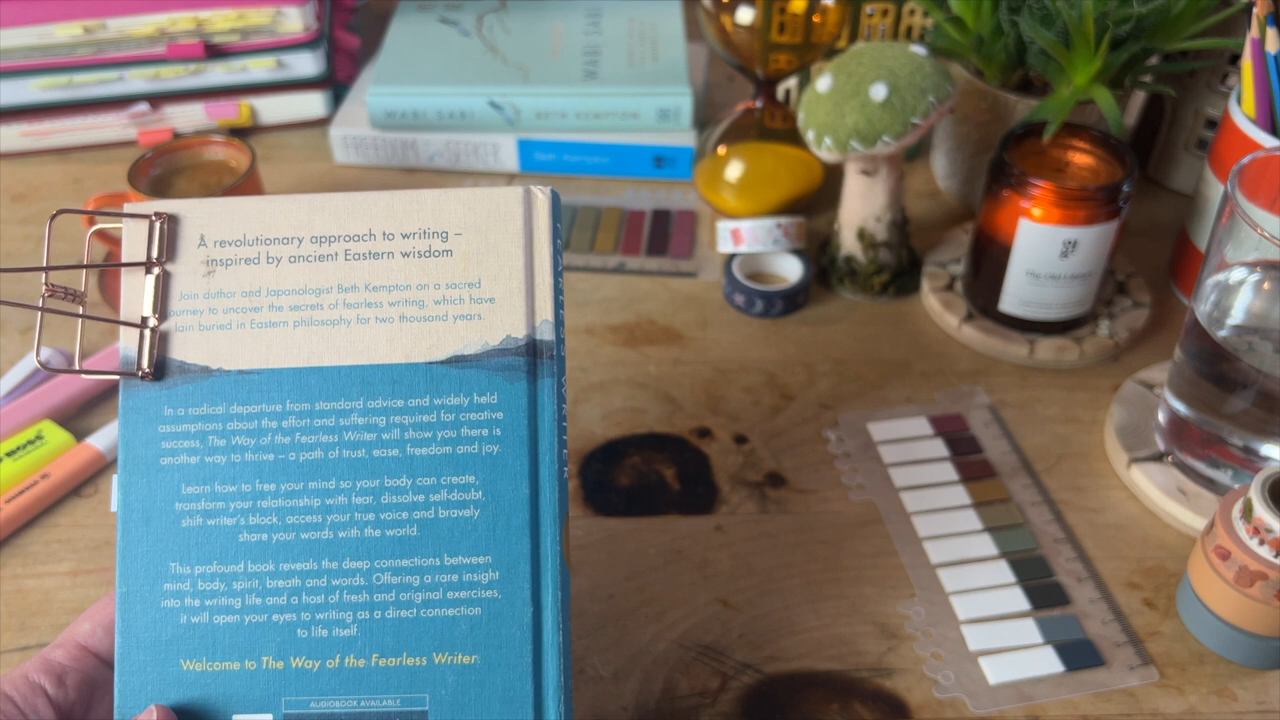 WABI SABI
WABI SABI
BETH KEMPTON
FREEDOM SEEKER
Beth Kempton
A revolutionary approach to writing –
inspired by ancient Eastern wisdom
Join author and Japanologist Beth Kempton on a sacred
journey to uncover the secrets of fearless writing, which have
lain buried in Eastern philosophy for two thousand years.
In a radical departure from standard advice and widely held
assumptions about the effort and suffering required for creative
success, The Way of the Fearless Writer will show you there is
another way to thrive – a path of trust, ease, freedom and joy.
Learn how to free your mind so your body can create,
transform your relationship with fear, dissolve self-doubt,
shift writer's block, access your true voice and bravely
share your words with the world.
This profound book reveals the deep connections between
mind, body, spirit, breath and words. Offering a rare insight
into the writing life and a host of fresh and original exercises,
it will open your eyes to writing as a direct connection
to life itself.
Welcome to The Way of the Fearless Writer.
AUDIOBOOK AVAILABLE
FEARLESS WRITER
BOSS